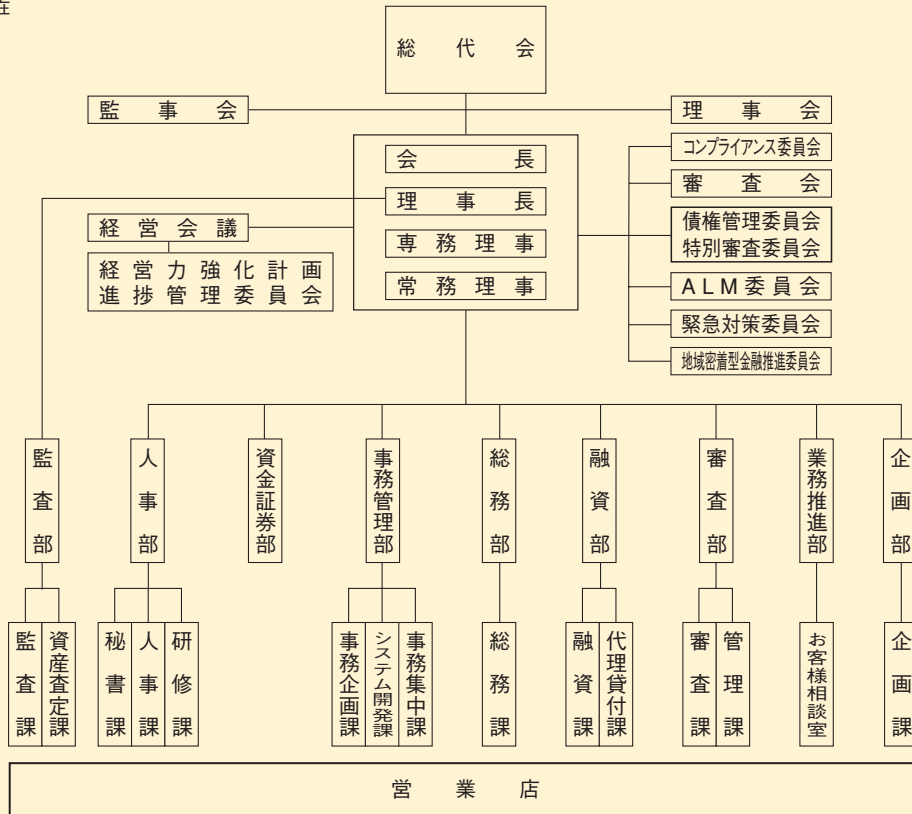 在
総代会
監事会
理事会
会長
理事長
専務理事
常務理事
経営会議
経営力強化計画
進捗管理委員会
コンプライアンス委員会
審査会
債権管理委員会
特別審査委員会
ALM委員会
緊急対策委員会
地域密着型金融推進委員会
監査部
人事部
資金証券部
事務管理部
総務部
融資部
審査部
業務推進部
企画部
監査課
資産査定課
秘書課
人事課
研修課
事務企画課
システム開発課
事務集中課
総務課
融資課
代理貸付課
審査課
管理課
お客様相談室
企画課
営業店